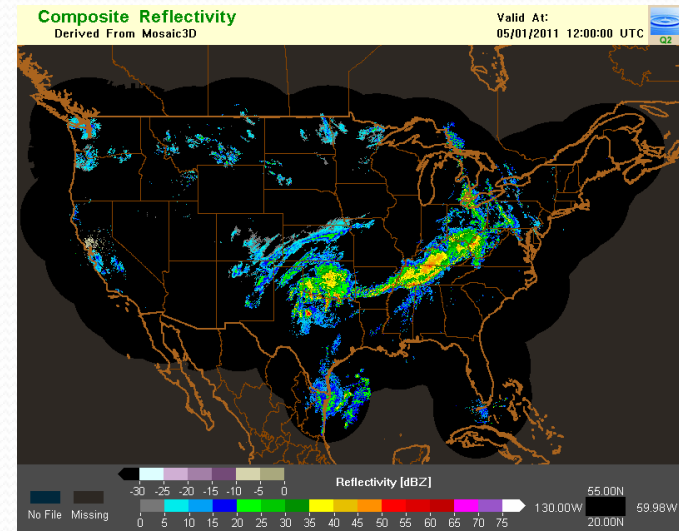 Composite Reflectivity
Derived From Mosaic3D
Valid At:
05/01/2011 12:00:00 UTC
Q2
-30 -25 -20 -15 -10 -5 0
Reflectivity [dBZ]
No File Missing
0 5 10 15 20 25 30 35 40 45 50 55 60 65 70 75
55.00N
130.00W 59.98W
20.00N